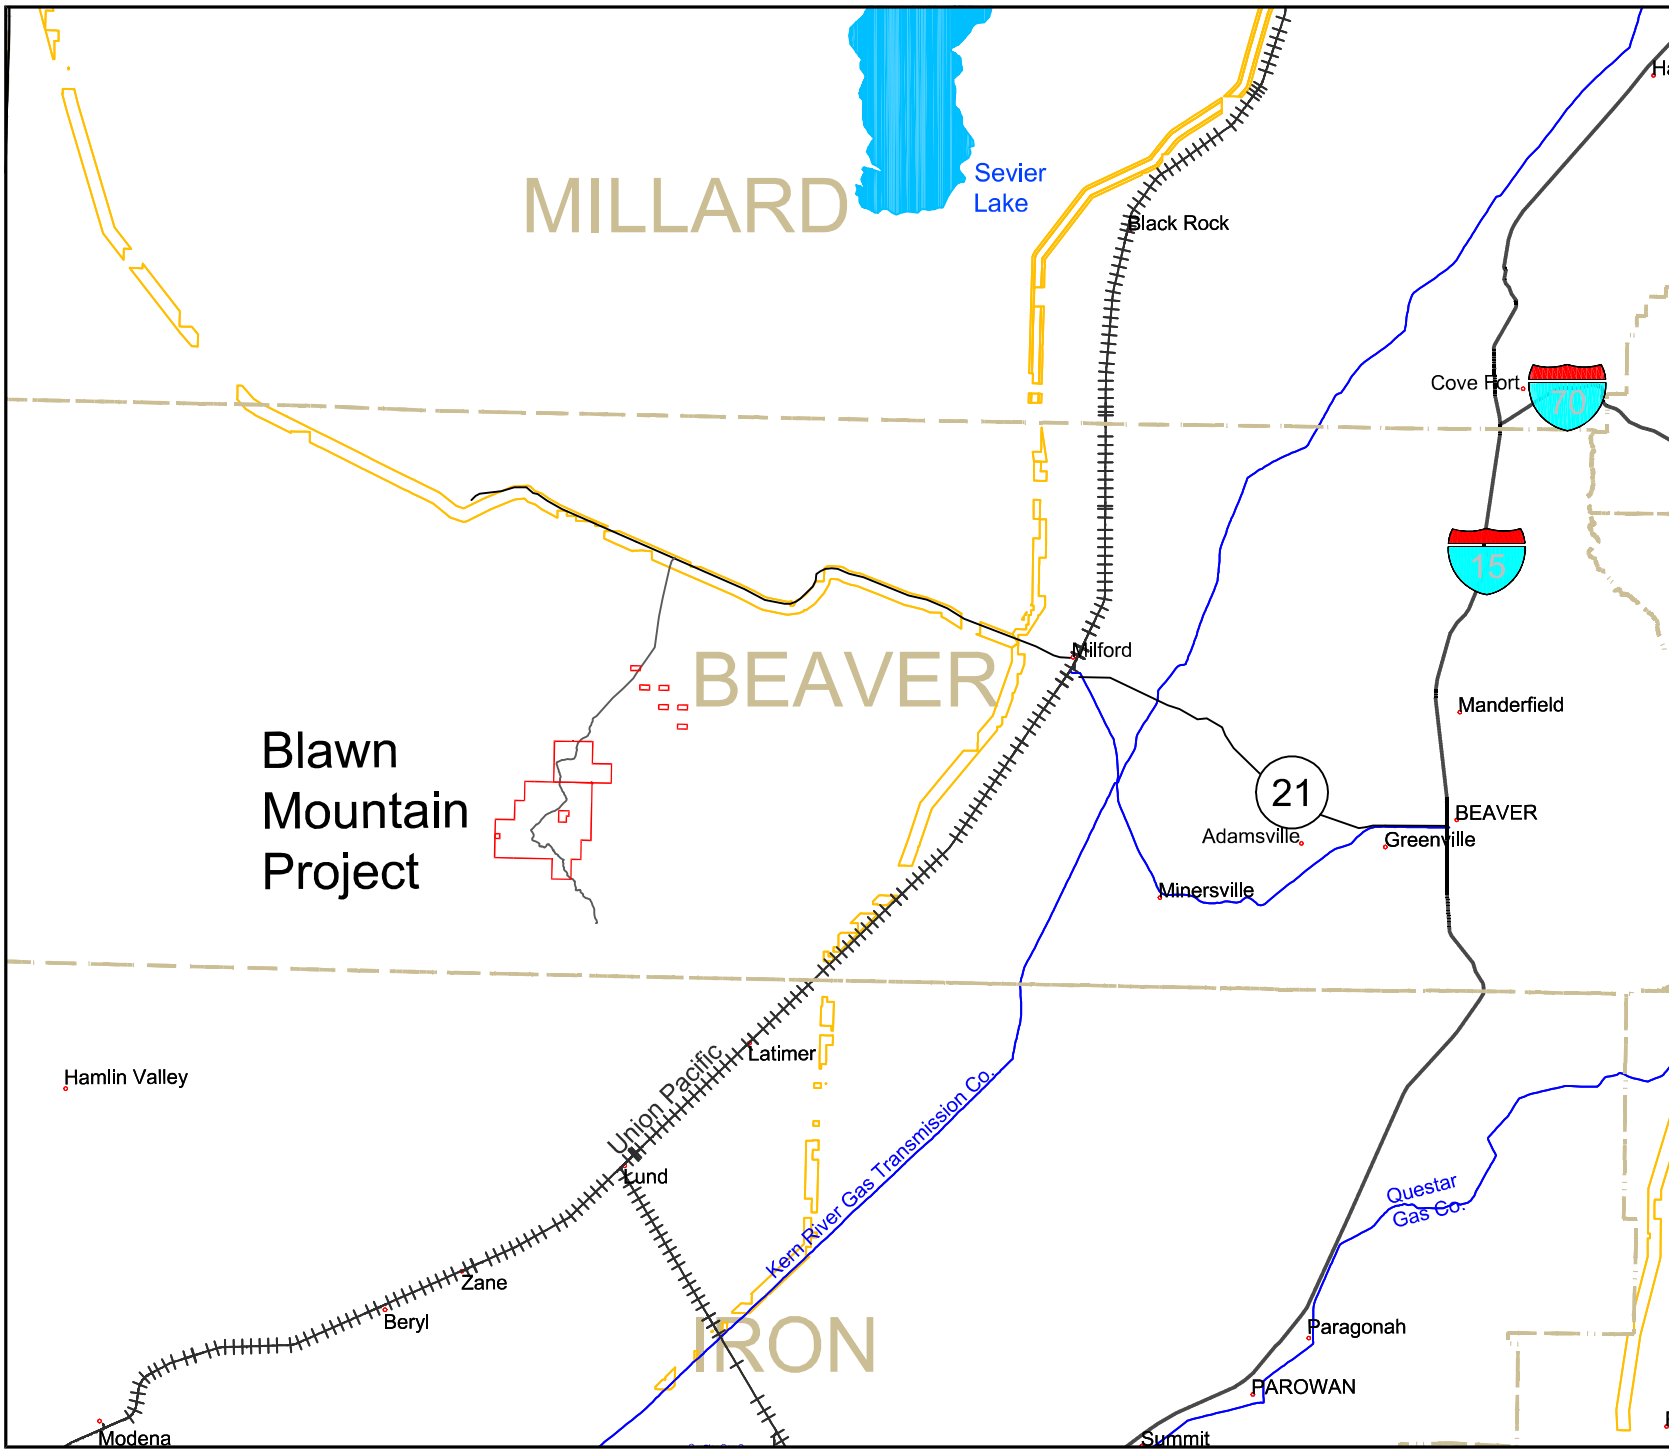 Ha
Sevier
Lake
MILLARD
Black Rock
Cove Fort
70
15
Milford
BEAVER
Manderfield
Blawn
Mountain
Project
21
BEAVER
Adamsville
Greenville
Minersville
Latimer
Hamlin Valley
Union Pacific
Kern River Gas Transmission Co.
Lund
Questar
Gas Co.
Zane
Beryl
IRON
Paragonah
PAROWAN
Modena
Summit